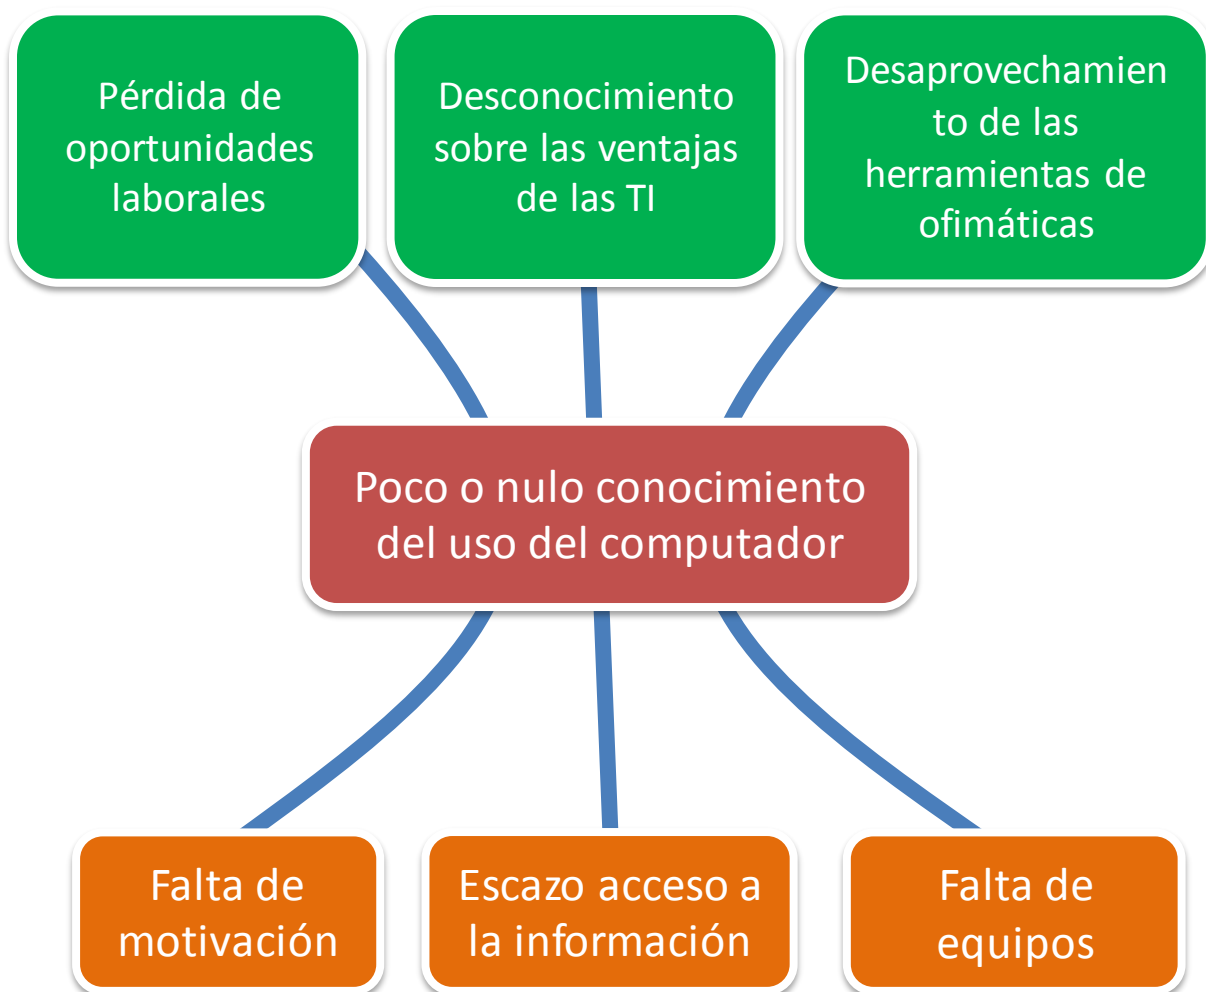 Pérdida de
oportunidades
laborales
Desconocimiento
sobre las ventajas
de las TI
Desaprovechamien
to de las
herramientas de
ofimáticas
Poco o nulo conocimiento
del uso del computador
Falta de
motivación
Escazo acceso a
la información
Falta de
equipos